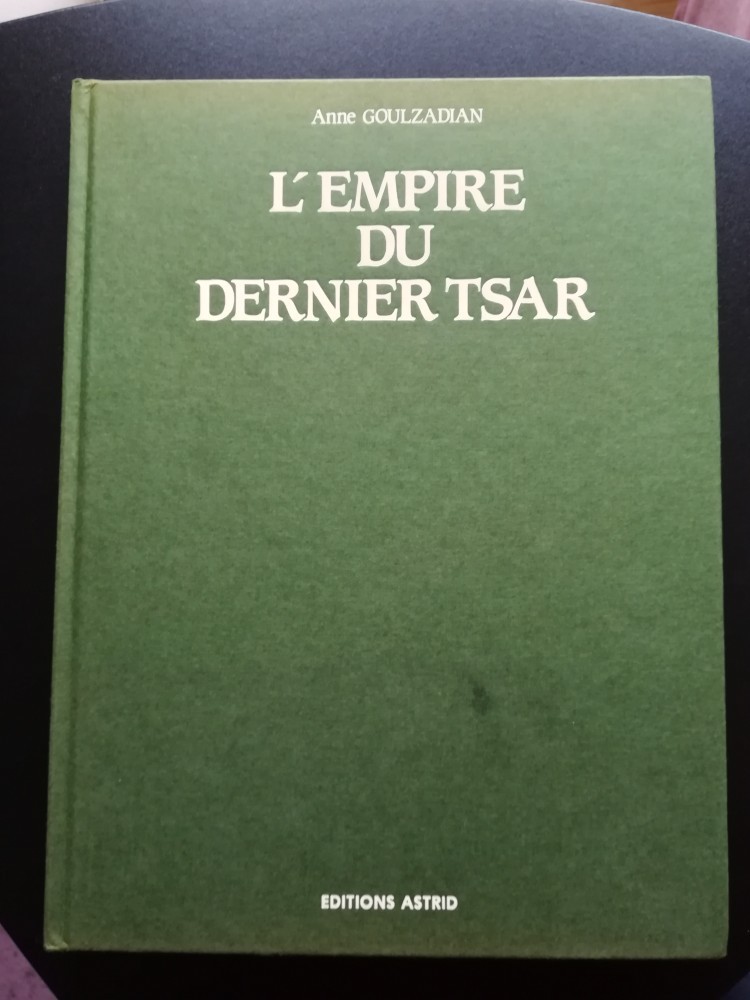 Anne GOULZADIAN
L'EMPIRE
DU
DERNIER TSAR
EDITIONS ASTRID